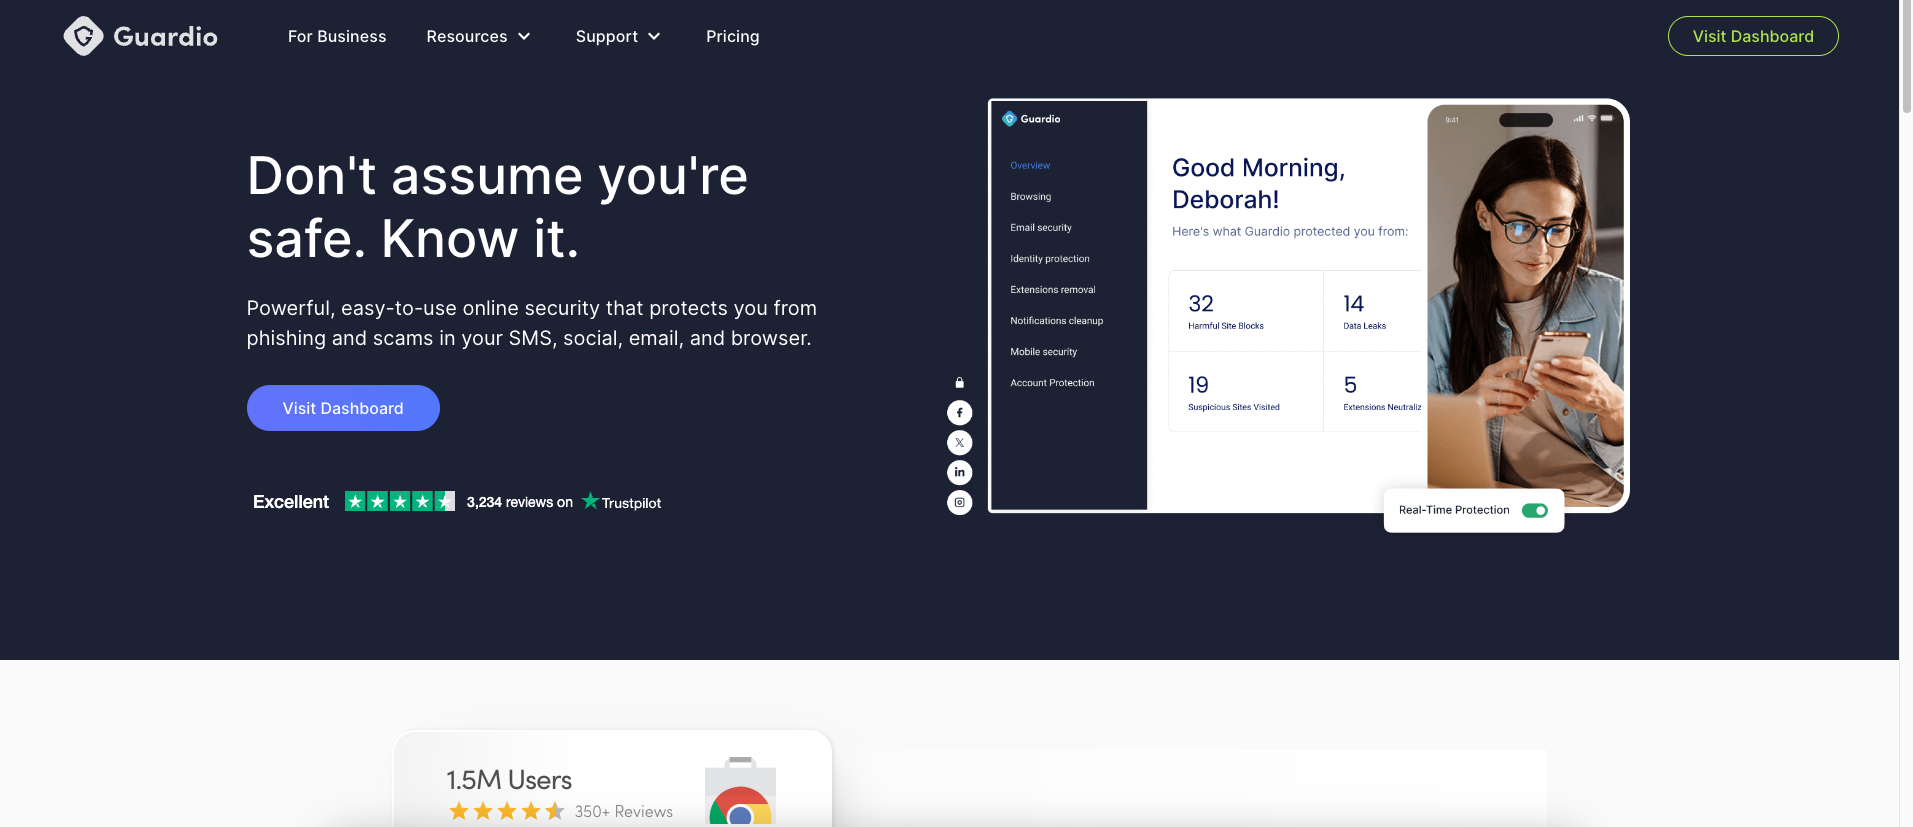 Guardio
For Business
Resources
Support
Pricing
Visit Dashboard
Don't assume you're
safe. Know it.
Powerful, easy-to-use online security that protects you from
phishing and scams in your SMS, social, email, and browser.
Visit Dashboard
Excellent
3,234 reviews on
Trustpilot
Guardio
Overview
Browsing
Email security
Identity protection
Extensions removal
Notifications cleanup
Mobile security
Account Protection
Good Morning,
Deborah!
Here's what Guardio protected you from:
32
Harmful Site Blocks
14
Data Leaks
19
Suspicious Sites Visited
5
Extensions Neutraliz
9:41
Real-Time Protection
1.5M Users
350+ Reviews